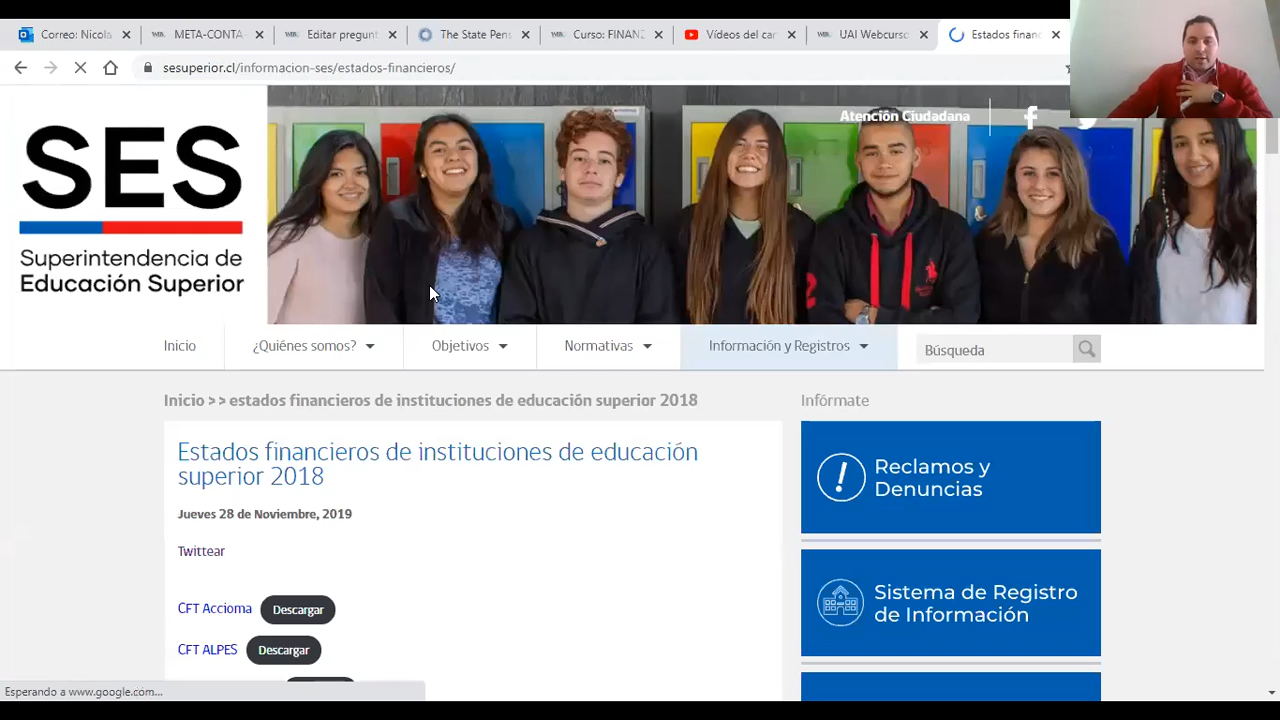 Correo: Nicola
META-CONTA
Editar pregunt
The State Pens
Curso: FINANZ
Vídeos del can
UAI Webcurso
Estados finan
sesuperior.cl/informacion-ses/estados-financieros/
Atención Ciudadana
SES
Superintendencia de
Educación Superior
Inicio
¿Quiénes somos?
Objetivos
Normativas
Información y Registros
Búsqueda
Inicio >> estados financieros de instituciones de educación superior 2018
Infórmate
Estados financieros de instituciones de educación
superior 2018
Jueves 28 de Noviembre, 2019
Twittear
CFT Accioma Descargar
CFT ALPES Descargar
Reclamos y
Denuncias
Sistema de Registro
de Información
Esperando a www.google.com...